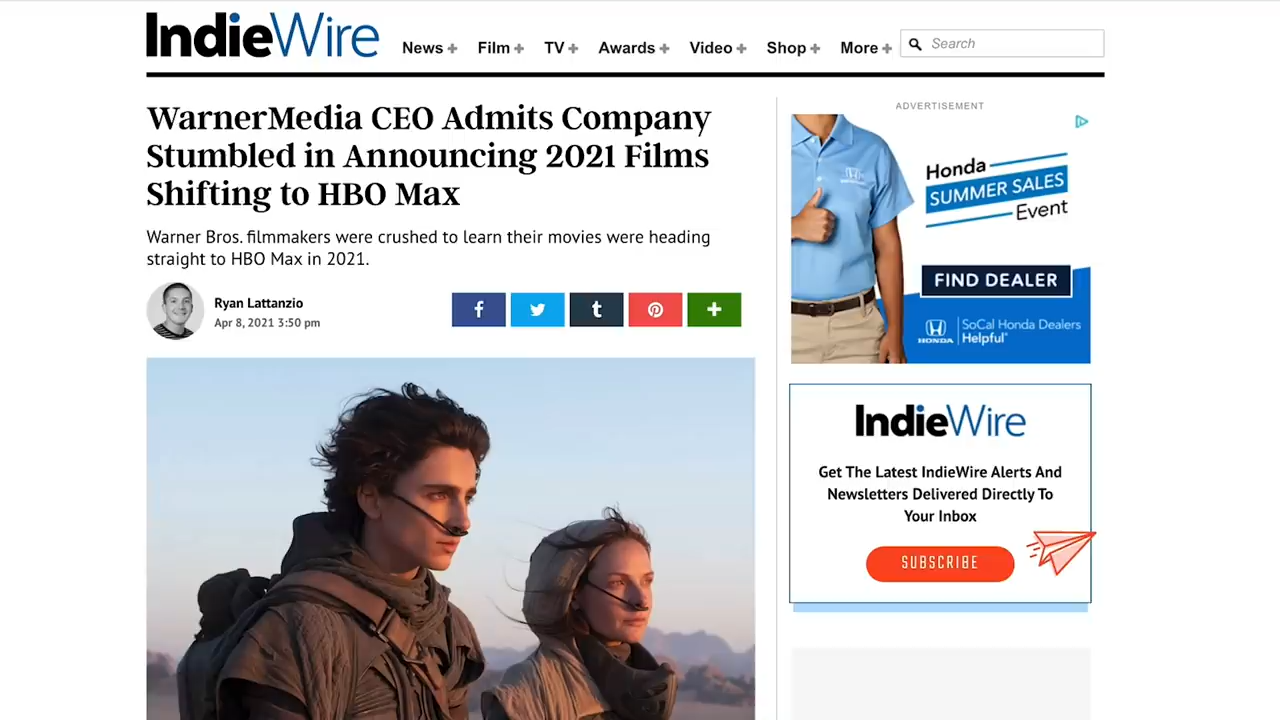 IndieWire
News + Film + TV + Awards + Video + Shop + More +
Search
WarnerMedia CEO Admits Company
Stumbled in Announcing 2021 Films
Shifting to HBO Max
Warner Bros. filmmakers were crushed to learn their movies were heading
straight to HBO Max in 2021.
Ryan Lattanzio
Apr 8, 2021 3:50 pm
f
t
+
ADVERTISEMENT
Honda
SUMMER SALES
Event
FIND DEALER
HONDA
SoCal Honda Dealers
Helpful
IndieWire
Get The Latest IndieWire Alerts And
Newsletters Delivered Directly To
Your Inbox
SUBSCRIBE